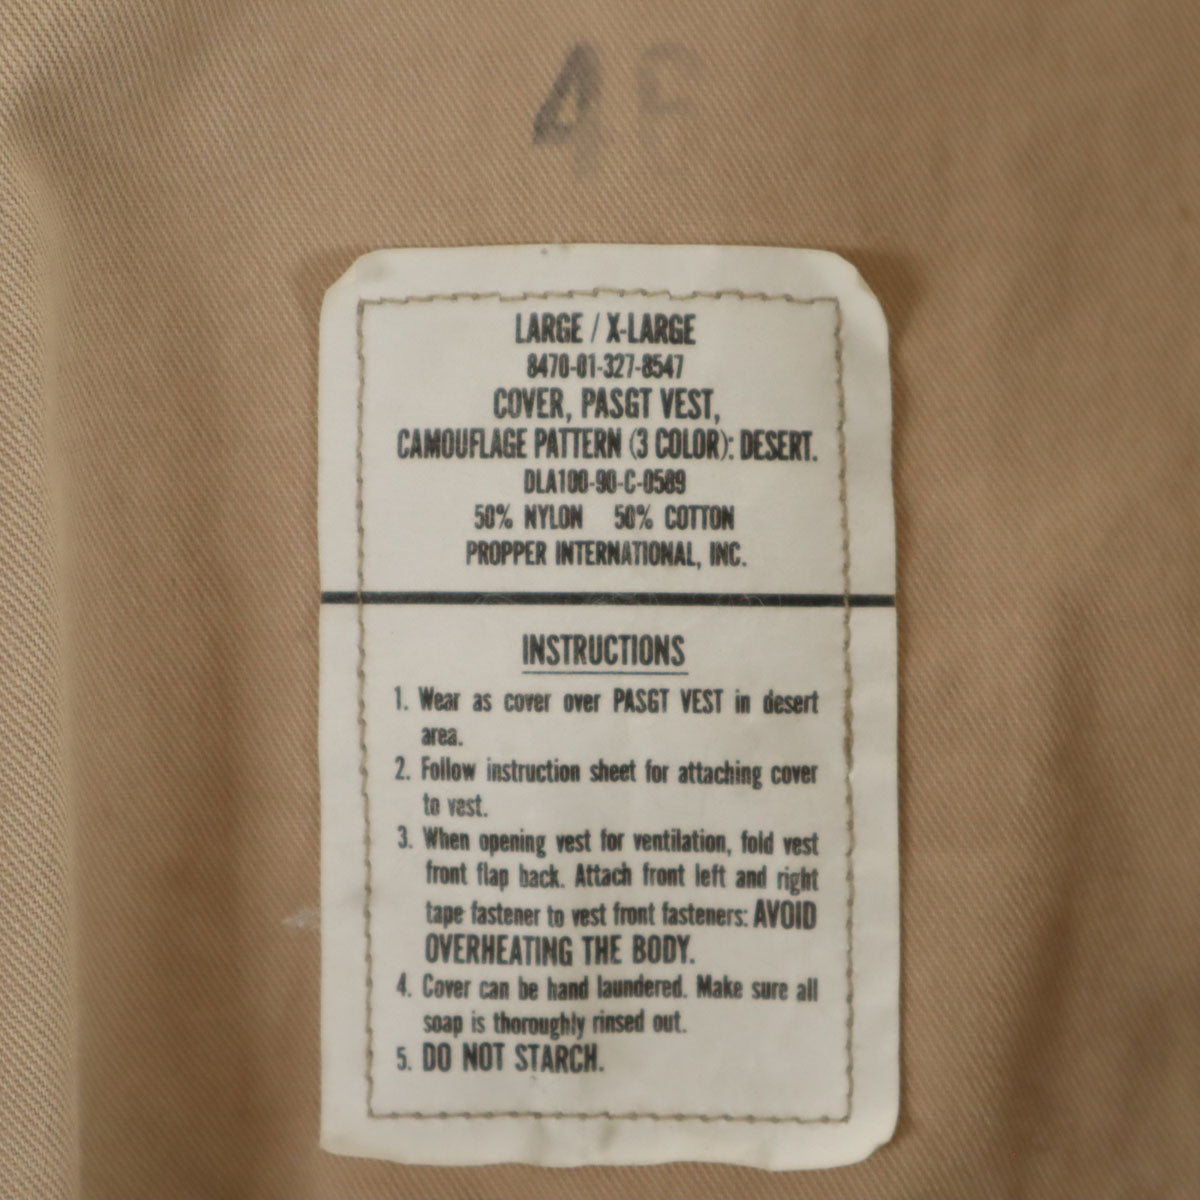 LARGE / X-LARGE
8470-01-327-8547
COVER, PASGT VEST,
CAMOUFLAGE PATTERN (3 COLOR): DESERT.
DLA100-90-C-0589
50% NYLON 50% COTTON
PROPPER INTERNATIONAL, INC.
INSTRUCTIONS
1. Wear as cover over PASGT VEST in desert
area.
2. Follow instruction sheet for attaching cover
to vest.
3. When opening vest for ventilation, fold vest
front flap back. Attach front left and right
tape fastener to vest front fasteners: AVOID
OVERHEATING THE BODY.
4. Cover can be hand laundered. Make sure all
soap is thoroughly rinsed out.
5. DO NOT STARCH.